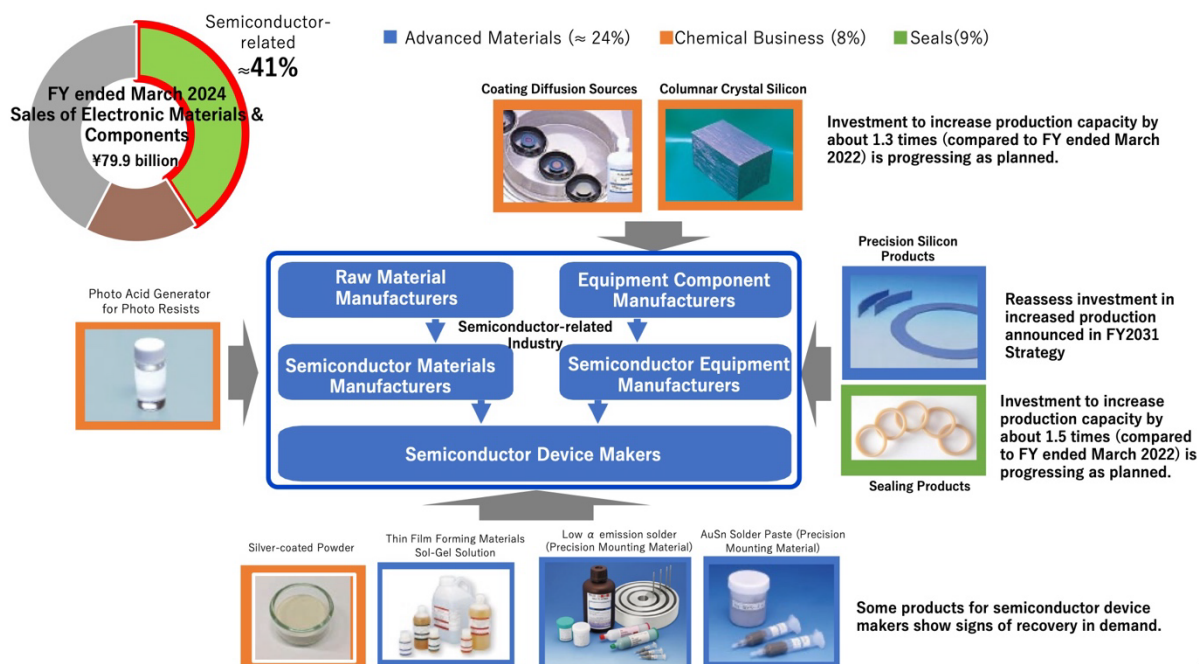 Semiconductor-
related
≈41%
FY ended March 2024
Sales of Electronic Materials &
Components
¥79.9 billion
Advanced Materials (≈ 24%)
Chemical Business (8%)
Seals(9%)
Coating Diffusion Sources
Columnar Crystal Silicon
Investment to increase production capacity by
about 1.3 times (compared to FY ended March
2022) is progressing as planned.
Photo Acid Generator
for Photo Resists
Raw Material
Manufacturers
Equipment Component
Manufacturers
Semiconductor-related
Industry
Semiconductor Materials
Manufacturers
Semiconductor Equipment
Manufacturers
Semiconductor Device Makers
Precision Silicon
Products
Reassess investment in
increased production
announced in FY2031
Strategy
Investment to increase
production capacity by
about 1.5 times (compared
to FY ended March 2022) is
progressing as planned.
Sealing Products
Silver-coated Powder
Thin Film Forming Materials
Sol-Gel Solution
Low α emission solder
(Precision Mounting Material)
AuSn Solder Paste (Precision
Mounting Material)
Some products for semiconductor device
makers show signs of recovery in demand.